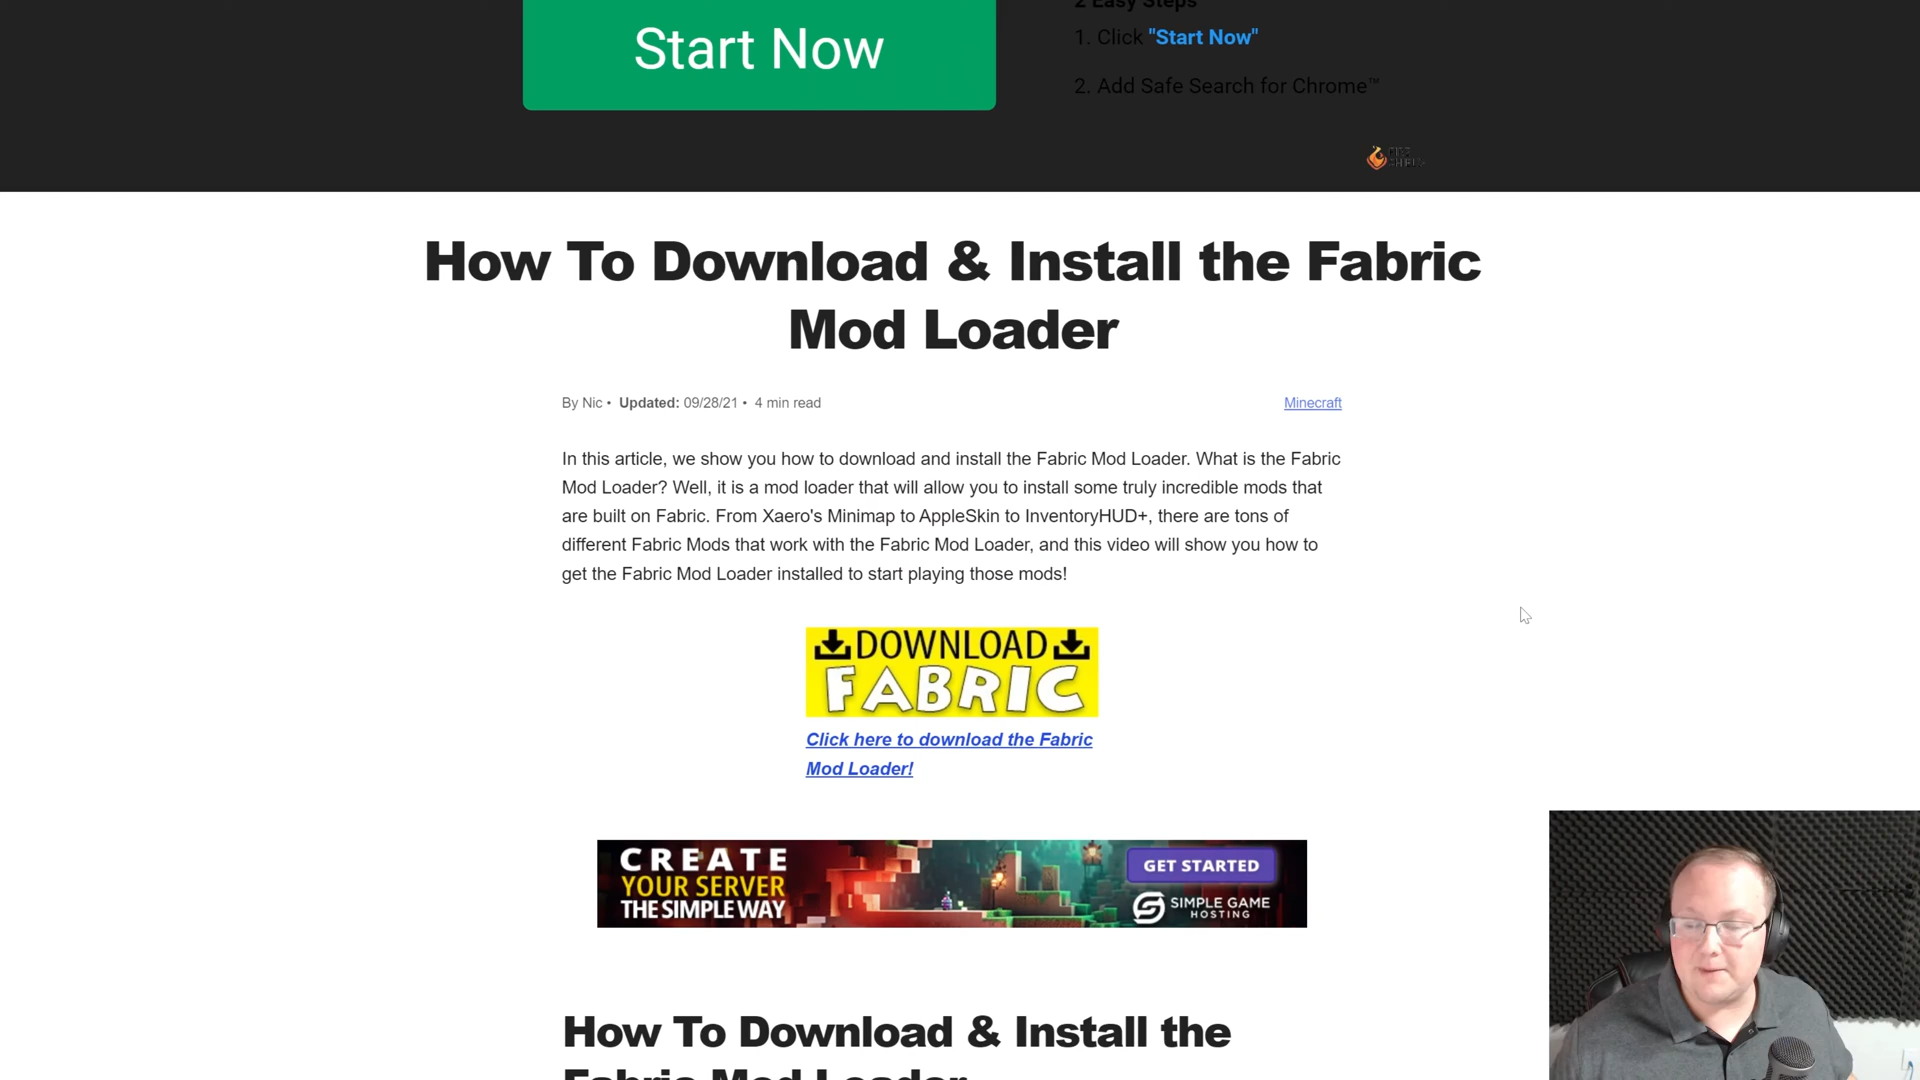 Start Now
2 Easy Steps
1. Click "Start Now"
2. Add Safe Search for Chrome™
How To Download & Install the Fabric
Mod Loader
By Nic • Updated: 09/28/21 • 4 min read
Minecraft
In this article, we show you how to download and install the Fabric Mod Loader. What is the Fabric
Mod Loader? Well, it is a mod loader that will allow you to install some truly incredible mods that
are built on Fabric. From Xaero's Minimap to AppleSkin to InventoryHUD+, there are tons of
different Fabric Mods that work with the Fabric Mod Loader, and this video will show you how to
get the Fabric Mod Loader installed to start playing those mods!
DOWNLOAD
FABRIC
Click here to download the Fabric
Mod Loader!
CREATE
YOUR SERVER
THE SIMPLE WAY
GET STARTED
SIMPLE GAME
HOSTING
How To Download & Install the
Fabric Mod Loader